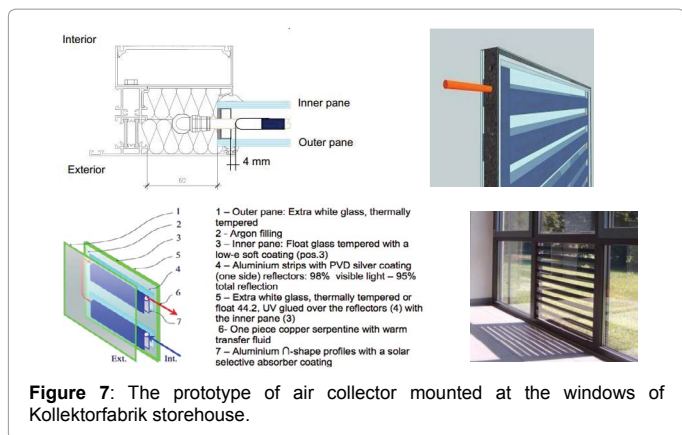 Interior
Inner pane
Outer pane
4 mm
Exterior
60
1
2
3
4
5
6
7
Ext.
Int.
1 – Outer pane: Extra white glass, thermally
tempered
2 - Argon filling
3 – Inner pane: Float glass tempered with a
low-e soft coating (pos.3)
4 – Aluminium strips with PVD silver coating
(one side) reflectors: 98% visible light – 95%
total reflection
5 – Extra white glass, thermally tempered or
float 44.2, UV glued over the reflectors (4) with
the inner pane (3)
6- One piece copper serpentine with warm
transfer fluid
7 – Aluminium ∩-shape profiles with a solar
selective absorber coating
Figure 7: The prototype of air collector mounted at the windows of
Kollektorfabrik storehouse.